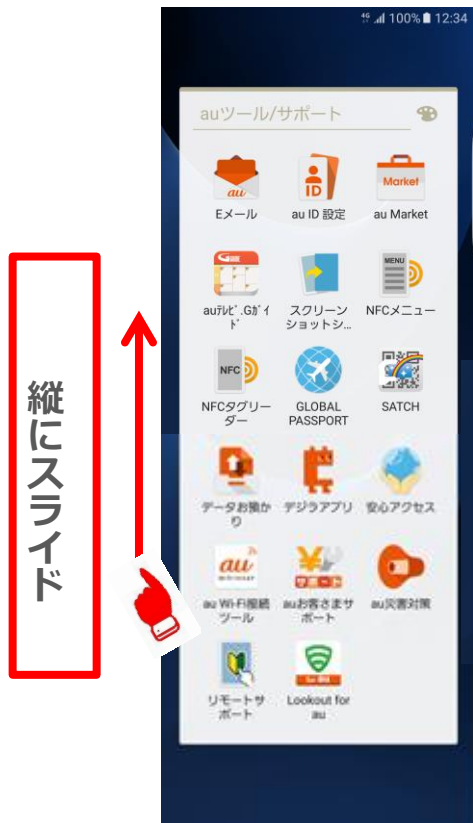 4G 100% 12:34
auツール/サポート
au
ID
Market
Eメール
au ID 設定
au Market
MENU
auﾃﾚﾋﾞ.Gｶﾞｲ
ﾄﾞ
スクリーン
ショットシ...
NFCメニュー
NFC
NFCタグリー
ダー
GLOBAL
PASSPORT
SATCH
データお預か
り
デジラアプリ
安心アクセス
au
サポート
au Wi-Fi接続
ツール
auお客さまサ
ポート
au災害対策
リモートサ
ポート
Lookout for
au
縦にスライド